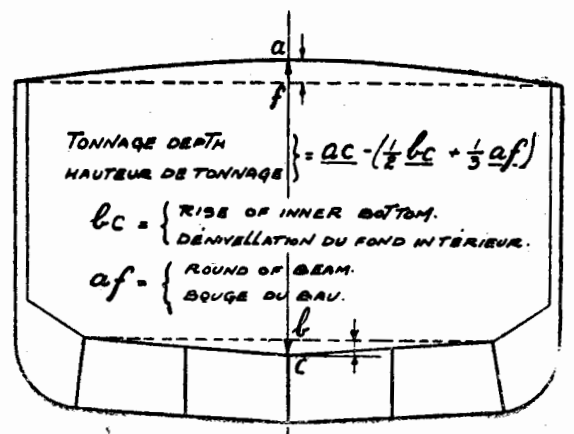 a
f
TONNAGE DEPTH
HAUTEUR DE TONNAGE } = ac - (1/2 bc + 1/3 af)
bc = { RISE OF INNER BOTTOM.
DÉNIVELLATION DU FOND INTÉRIEUR.
af = { ROUND OF BEAM.
BOUGE DU BAU.
b
c